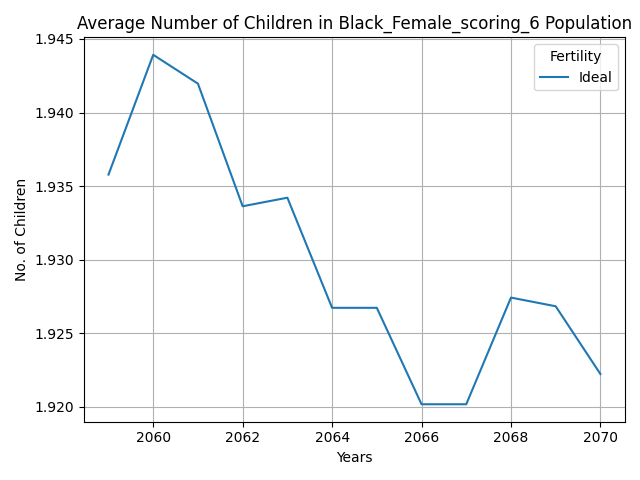 Average Number of Children in Black_Female_scoring_6 Population
Fertility
Ideal
No. of Children
1.945
1.940
1.935
1.930
1.925
1.920
2060 2062 2064 2066 2068 2070
Years